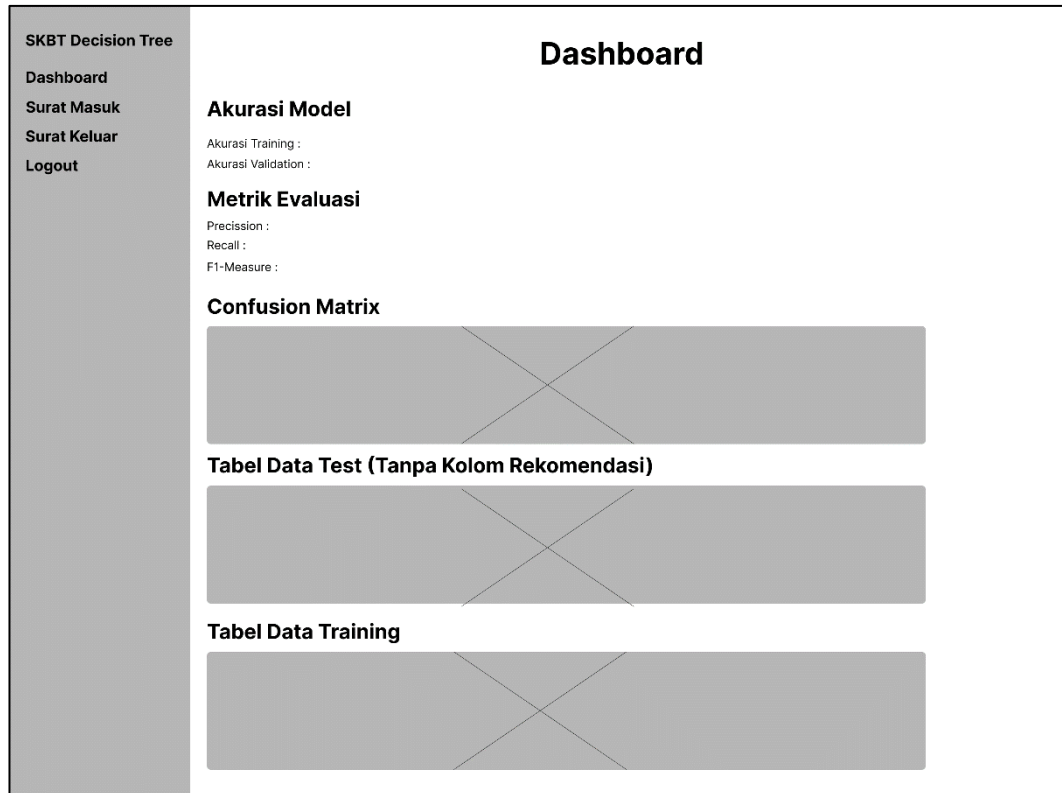 SKBT Decision Tree
Dashboard
Surat Masuk
Surat Keluar
Logout
Dashboard
Akurasi Model
Akurasi Training :
Akurasi Validation :
Metrik Evaluasi
Precission :
Recall :
F1-Measure :
Confusion Matrix
Tabel Data Test (Tanpa Kolom Rekomendasi)
Tabel Data Training